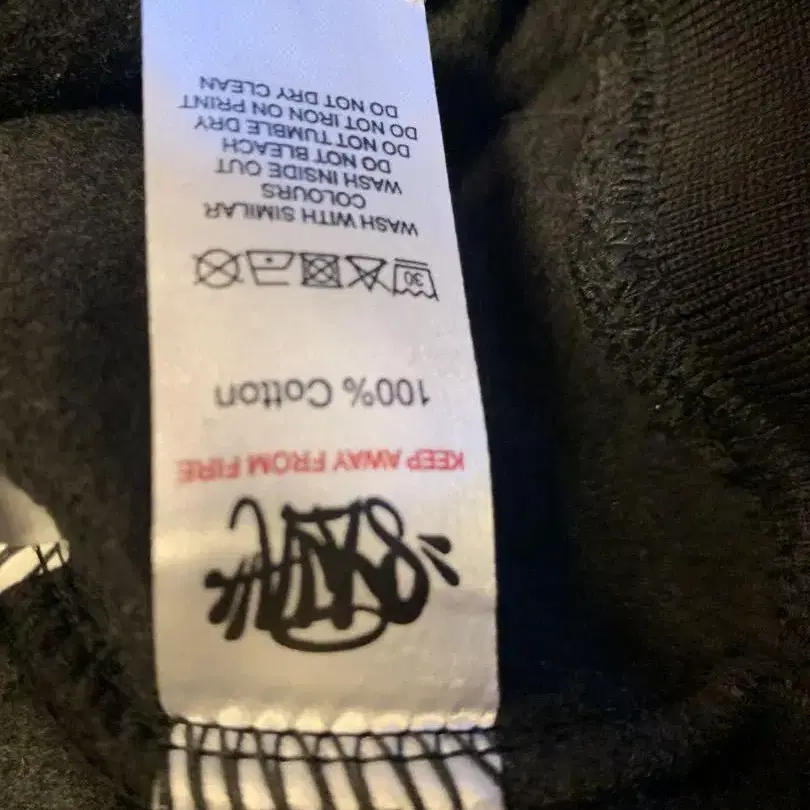 KEEP AWAY FROM FIRE
100% Cotton
30
WASH WITH SIMILAR
COLOURS
WASH INSIDE OUT
DO NOT BLEACH
DO NOT TUMBLE DRY
DO NOT IRON ON PRINT
DO NOT DRY CLEAN